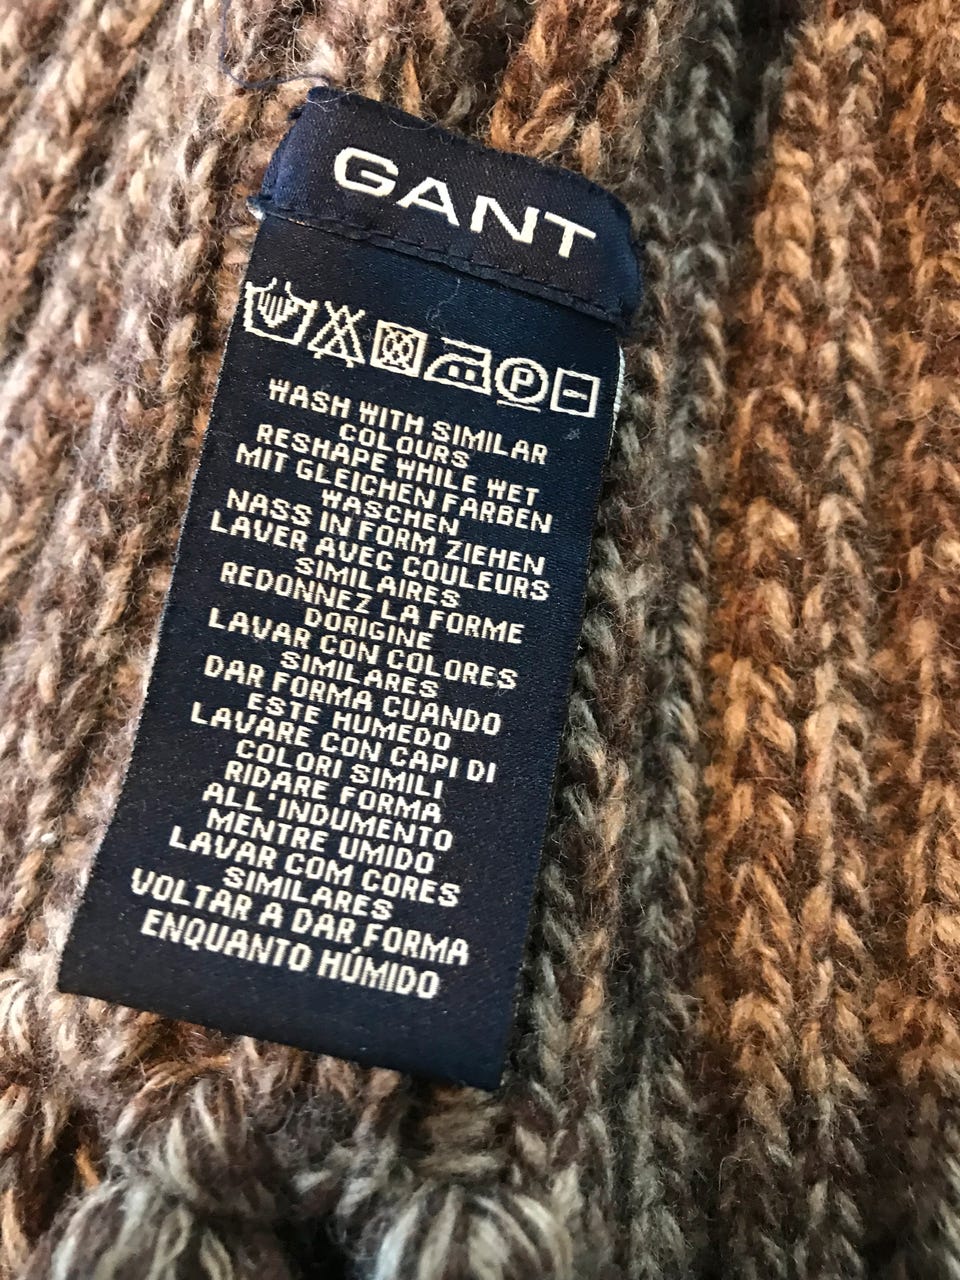 GANT
P
WASH WITH SIMILAR
COLOURS
RESHAPE WHILE WET
MIT GLEICHEN FARBEN
WASCHEN
NASS IN FORM ZIEHEN
LAVER AVEC COULEURS
SIMILAIRES
REDONNEZ LA FORME
DORIGINE
LAVAR CON COLORES
SIMILARES
DAR FORMA CUANDO
ESTE HUMEDO
LAVARE CON CAPI DI
COLORI SIMILI
RIDARE FORMA
ALL'INDUMENTO
MENTRE UMIDO
LAVAR COM CORES
SIMILARES
VOLTAR A DAR FORMA
ENQUANTO HÚMIDO